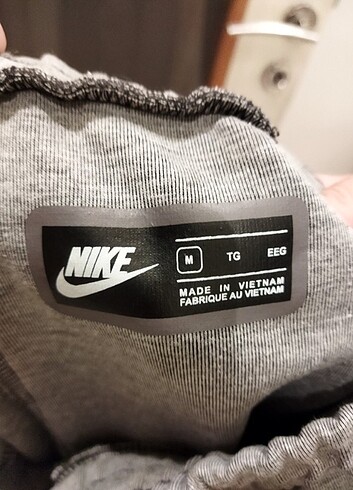 NIKE
M TG EEG
MADE IN VIETNAM
FABRIQUE AU VIETNAM